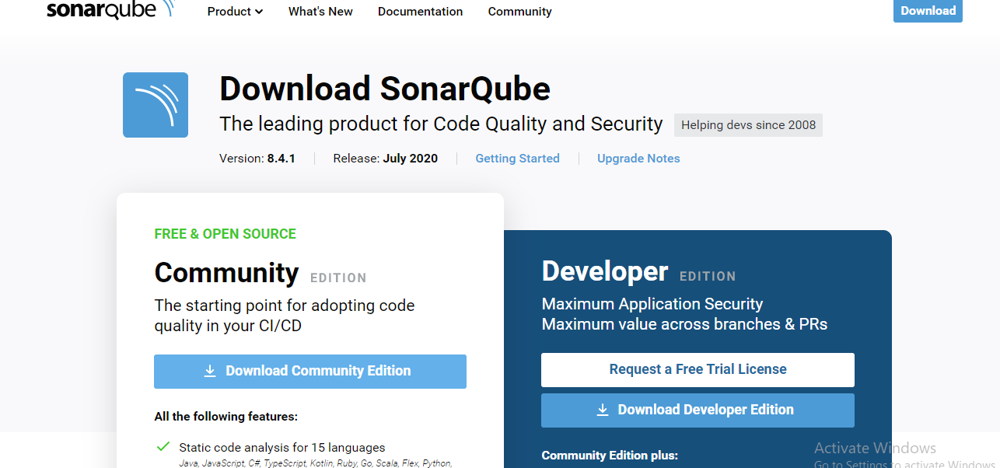 sonarqube
Product What's New Documentation Community Download
Download SonarQube
The leading product for Code Quality and Security Helping devs since 2008
Version: 8.4.1 Release: July 2020 Getting Started Upgrade Notes
FREE & OPEN SOURCE
Community EDITION
The starting point for adopting code
quality in your CI/CD
Download Community Edition
All the following features:
Static code analysis for 15 languages
Java, JavaScript, C#, TypeScript, Kotlin, Ruby, Go, Scala, Flex, Python,
Developer EDITION
Maximum Application Security
Maximum value across branches & PRs
Request a Free Trial License
Download Developer Edition
Community Edition plus:
Activate Windows
Go to Settings to activate Windows